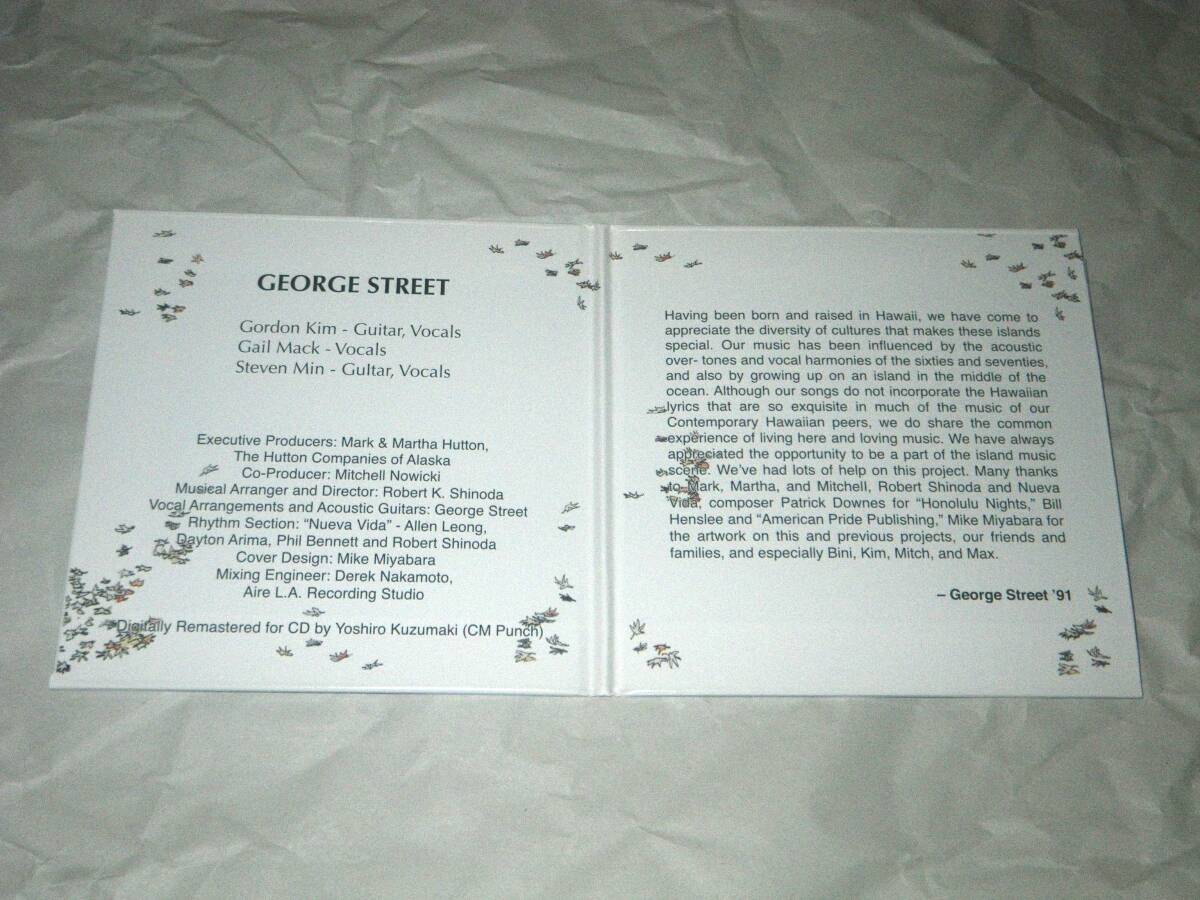 GEORGE STREET
Gordon Kim - Guitar, Vocals
Gail Mack - Vocals
Steven Min - Gultar, Vocals
Executive Producers: Mark & Martha Hutton,
The Hutton Companies of Alaska
Co-Producer: Mitchell Nowicki
Musical Arranger and Director: Robert K. Shinoda
Vocal Arrangements and Acoustic Guitars: George Street
Rhythm Section: “Nueva Vida” - Allen Leong,
Dayton Arima, Phil Bennett and Robert Shinoda
Cover Design: Mike Miyabara
Mixing Engineer: Derek Nakamoto,
Aire L.A. Recording Studio
Digitally Remastered for CD by Yoshiro Kuzumaki (CM Punch)
Having been born and raised in Hawaii, we have come to
appreciate the diversity of cultures that makes these islands
special. Our music has been influenced by the acoustic
over- tones and vocal harmonies of the sixties and seventies,
and also by growing up on an island in the middle of the
ocean. Although our songs do not incorporate the Hawaiian
lyrics that are so exquisite in much of the music of our
Contemporary Hawaiian peers, we do share the common
experience of living here and loving music. We have always
appreciated the opportunity to be a part of the island music
scene. We’ve had lots of help on this project. Many thanks
to Mark, Martha, and Mitchell, Robert Shinoda and Nueva
Vida, composer Patrick Downes for “Honolulu Nights,” Bill
Henslee and “American Pride Publishing,” Mike Miyabara for
the artwork on this and previous projects, our friends and
families, and especially Bini, Kim, Mitch, and Max.
– George Street ’91